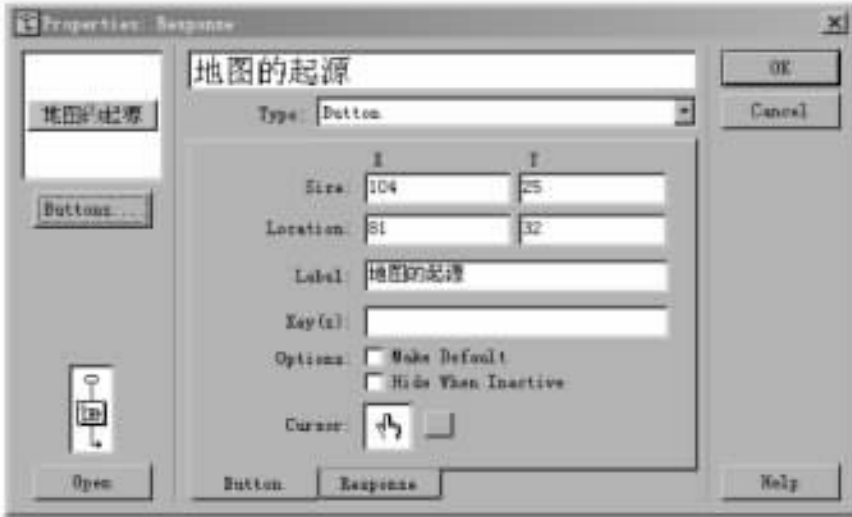 Properties: Response
地图的起源
OK
地图的起源
Type: Button
Cancel
X Y
Size: 104 25
Buttons...
Location: 81 32
Label: 地图的起源
Key(s):
Options: Make Default
Hide When Inactive
Cursor:
Open
Button Response
Help